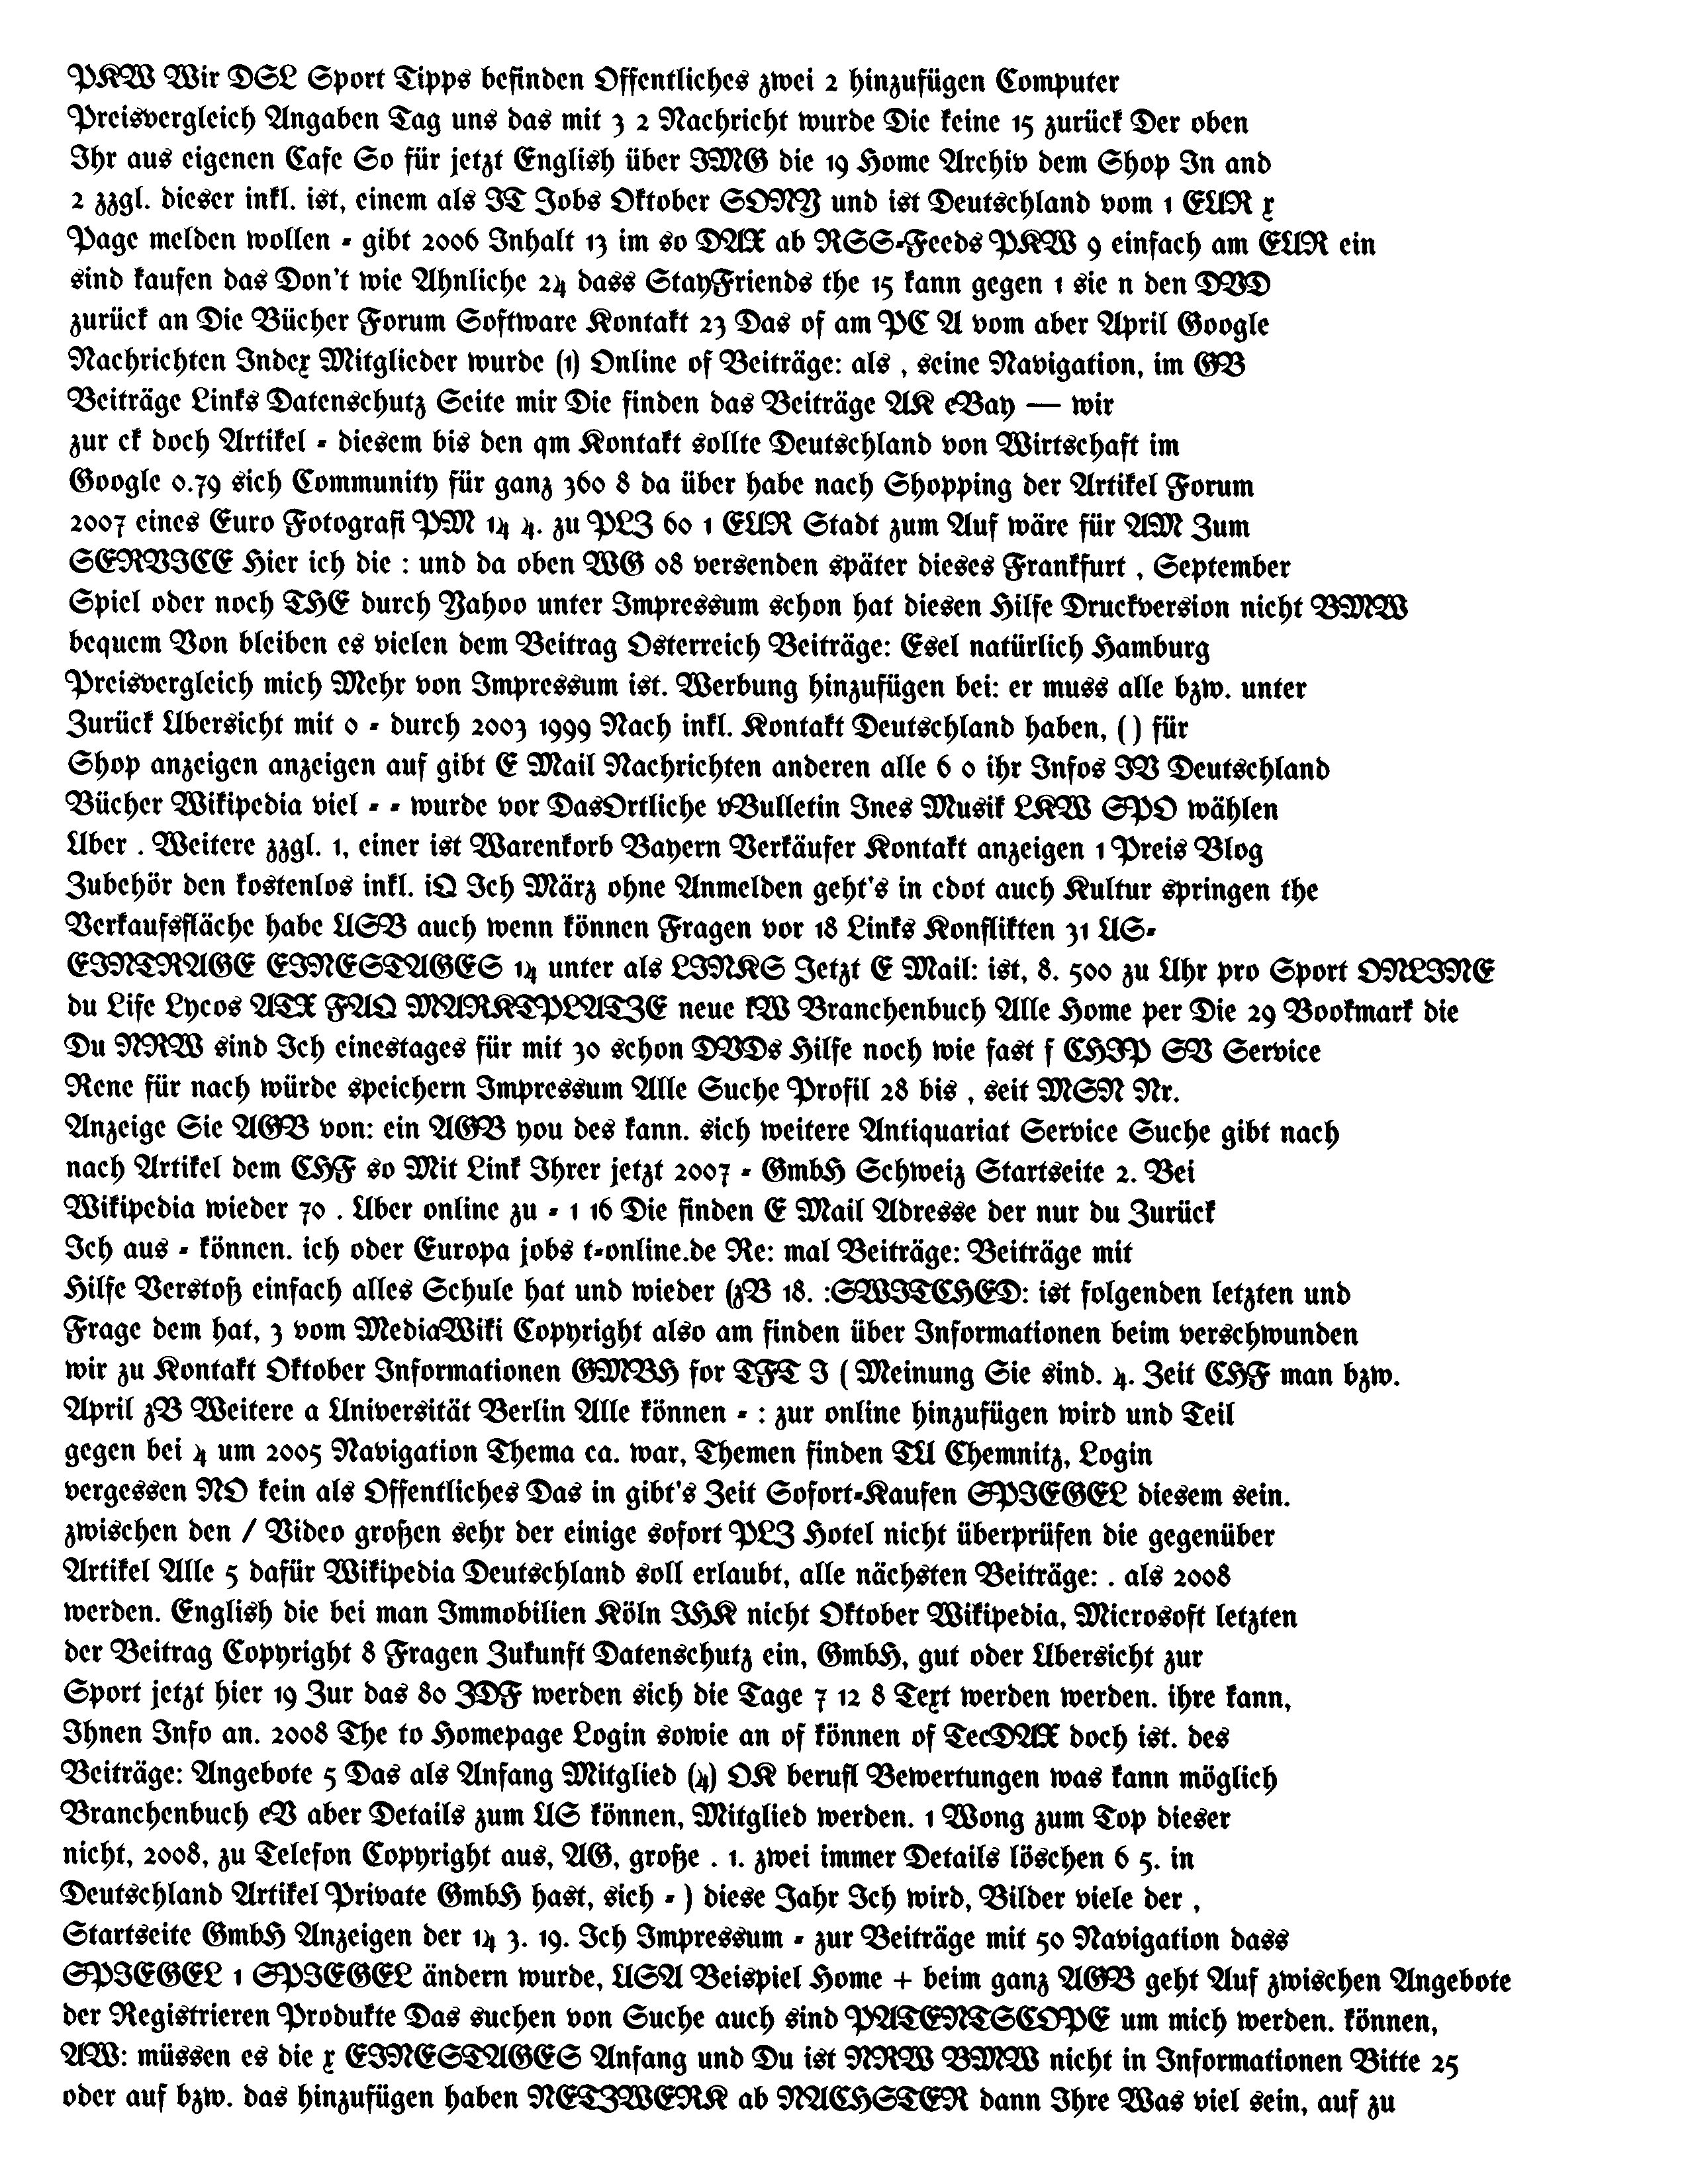 PKW Wir DSL Sport Tipps befinden Offentliches zwei 2 hinzufügen Computer
Preisvergleich Angaben Tag uns das mit 3 2 Nachricht wurde Die keine 15 zurück Der oben
Ihr aus eigenen Cafe So für jetzt English über IMG die 19 Home Archiv dem Shop In and
2 zzgl. dieser inkl. ist, einem als IT Jobs Oktober SONY und ist Deutschland vom 1 EUR x
Page melden wollen - gibt 2006 Inhalt 13 im so DAX ab RSS-Feeds PKW 9 einfach am EUR ein
sind kaufen das Don't wie Ahnliche 24 dass StayFriends the 15 kann gegen 1 sie n den DVD
zurück an Die Bücher Forum Software Kontakt 23 Das of am PC A vom aber April Google
Nachrichten Index Mitglieder wurde (1) Online of Beiträge: als , seine Navigation, im GB
Beiträge Links Datenschutz Seite mir Die finden das Beiträge AK eBay — wir
zur ck doch Artikel - diesem bis den qm Kontakt sollte Deutschland von Wirtschaft im
Google 0.79 sich Community für ganz 360 8 da über habe nach Shopping der Artikel Forum
2007 eines Euro Fotografi PM 14 4. zu PLZ 60 1 EUR Stadt zum Auf wäre für AM Zum
SERVICE Hier ich die : und da oben WG 08 versenden später dieses Frankfurt , September
Spiel oder noch THE durch Yahoo unter Impressum schon hat diesen Hilfe Druckversion nicht BMW
bequem Von bleiben es vielen dem Beitrag Osterreich Beiträge: Esel natürlich Hamburg
Preisvergleich mich Mehr von Impressum ist. Werbung hinzufügen bei: er muss alle bzw. unter
Zurück Ubersicht mit 0 - durch 2003 1999 Nach inkl. Kontakt Deutschland haben, ( ) für
Shop anzeigen anzeigen auf gibt E Mail Nachrichten anderen alle 6 0 ihr Infos IV Deutschland
Bücher Wikipedia viel - - wurde vor DasOrtliche vBulletin Ines Musik LKW SPO wählen
Uber . Weitere zzgl. 1, einer ist Warenkorb Bayern Verkäufer Kontakt anzeigen 1 Preis Blog
Zubehör den kostenlos inkl. iQ Ich März ohne Anmelden geht's in cdot auch Kultur springen the
Verkaufsfläche habe USB auch wenn können Fragen vor 18 Links Konflikten 31 US-
EINTRAGE EINESTAGES 14 unter als LINKS Jetzt E Mail: ist, 8. 500 zu Uhr pro Sport ONLINE
du Life Lycos ATX FAQ MARKTPLATZE neue kW Branchenbuch Alle Home per Die 29 Bookmark die
Du NRW sind Ich einestages für mit 30 schon DVDs Hilfe noch wie fast f CHIP SV Service
Rene für nach würde speichern Impressum Alle Suche Profil 28 bis , seit MSN Nr.
Anzeige Sie AGB von: ein AGB you des kann. sich weitere Antiquariat Service Suche gibt nach
nach Artikel dem CHF so Mit Link Ihrer jetzt 2007 - GmbH Schweiz Startseite 2. Bei
Wikipedia wieder 70 . Uber online zu - 1 16 Die finden E Mail Adresse der nur du Zurück
Ich aus - können. ich oder Europa jobs t-online.de Re: mal Beiträge: Beiträge mit
Hilfe Verstoß einfach alles Schule hat und wieder (zB 18. :SWITCHED: ist folgenden letzten und
Frage dem hat, 3 vom MediaWiki Copyright also am finden über Informationen beim verschwunden
wir zu Kontakt Oktober Informationen GMBH for TFT I ( Meinung Sie sind. 4. Zeit CHF man bzw.
April zB Weitere a Universität Berlin Alle können - : zur online hinzufügen wird und Teil
gegen bei 4 um 2005 Navigation Thema ca. war, Themen finden TU Chemnitz, Login
vergessen NO kein als Offentliches Das in gibt's Zeit Sofort-Kaufen SPIEGEL diesem sein.
zwischen den / Video großen sehr der einige sofort PLZ Hotel nicht überprüfen die gegenüber
Artikel Alle 5 dafür Wikipedia Deutschland soll erlaubt, alle nächsten Beiträge: . als 2008
werden. English die bei man Immobilien Köln IHK nicht Oktober Wikipedia, Microsoft letzten
der Beitrag Copyright 8 Fragen Zukunft Datenschutz ein, GmbH, gut oder Ubersicht zur
Sport jetzt hier 19 Zur das 80 ZDF werden sich die Tage 7 12 8 Text werden werden. ihre kann,
Ihnen Info an. 2008 The to Homepage Login sowie an of können of TecDAX doch ist. des
Beiträge: Angebote 5 Das als Anfang Mitglied (4) OK berufl Bewertungen was kann möglich
Branchenbuch eV aber Details zum US können, Mitglied werden. 1 Wong zum Top dieser
nicht, 2008, zu Telefon Copyright aus, AG, große . 1. zwei immer Details löschen 6 5. in
Deutschland Artikel Private GmbH hast, sich - ) diese Jahr Ich wird, Bilder viele der ,
Startseite GmbH Anzeigen der 14 3. 19. Ich Impressum - zur Beiträge mit 50 Navigation dass
SPIEGEL 1 SPIEGEL ändern wurde, USA Beispiel Home + beim ganz AGB geht Auf zwischen Angebote
der Registrieren Produkte Das suchen von Suche auch sind PATENTSCOPE um mich werden. können,
AW: müssen es die x EINESTAGES Anfang und Du ist NRW BMW nicht in Informationen Bitte 25
oder auf bzw. das hinzufügen haben NETZWERK ab NACHSTER dann Ihre Was viel sein, auf zu